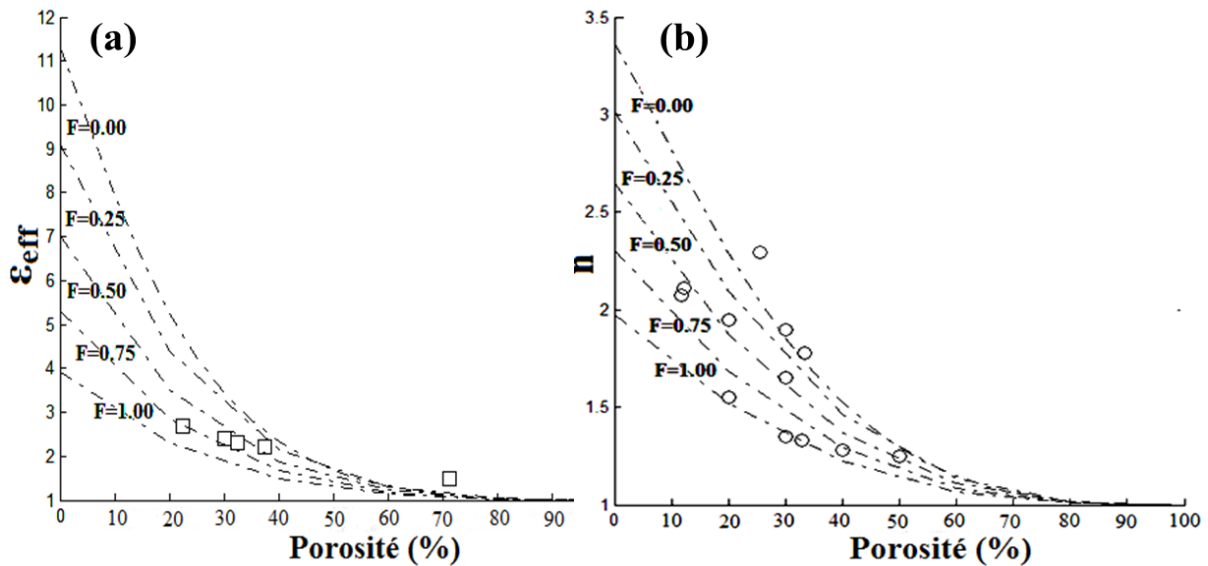 (a)
12
11
10
9
8
7
6
5
4
3
2
1
εeff
F=0.00
F=0.25
F=0.50
F=0.75
F=1.00
0 10 20 30 40 50 60 70 80 90
Porosité (%)
(b)
3.5
3
2.5
2
1.5
1
n
F=0.00
F=0.25
F=0.50
F=0.75
F=1.00
0 10 20 30 40 50 60 70 80 90 100
Porosité (%)